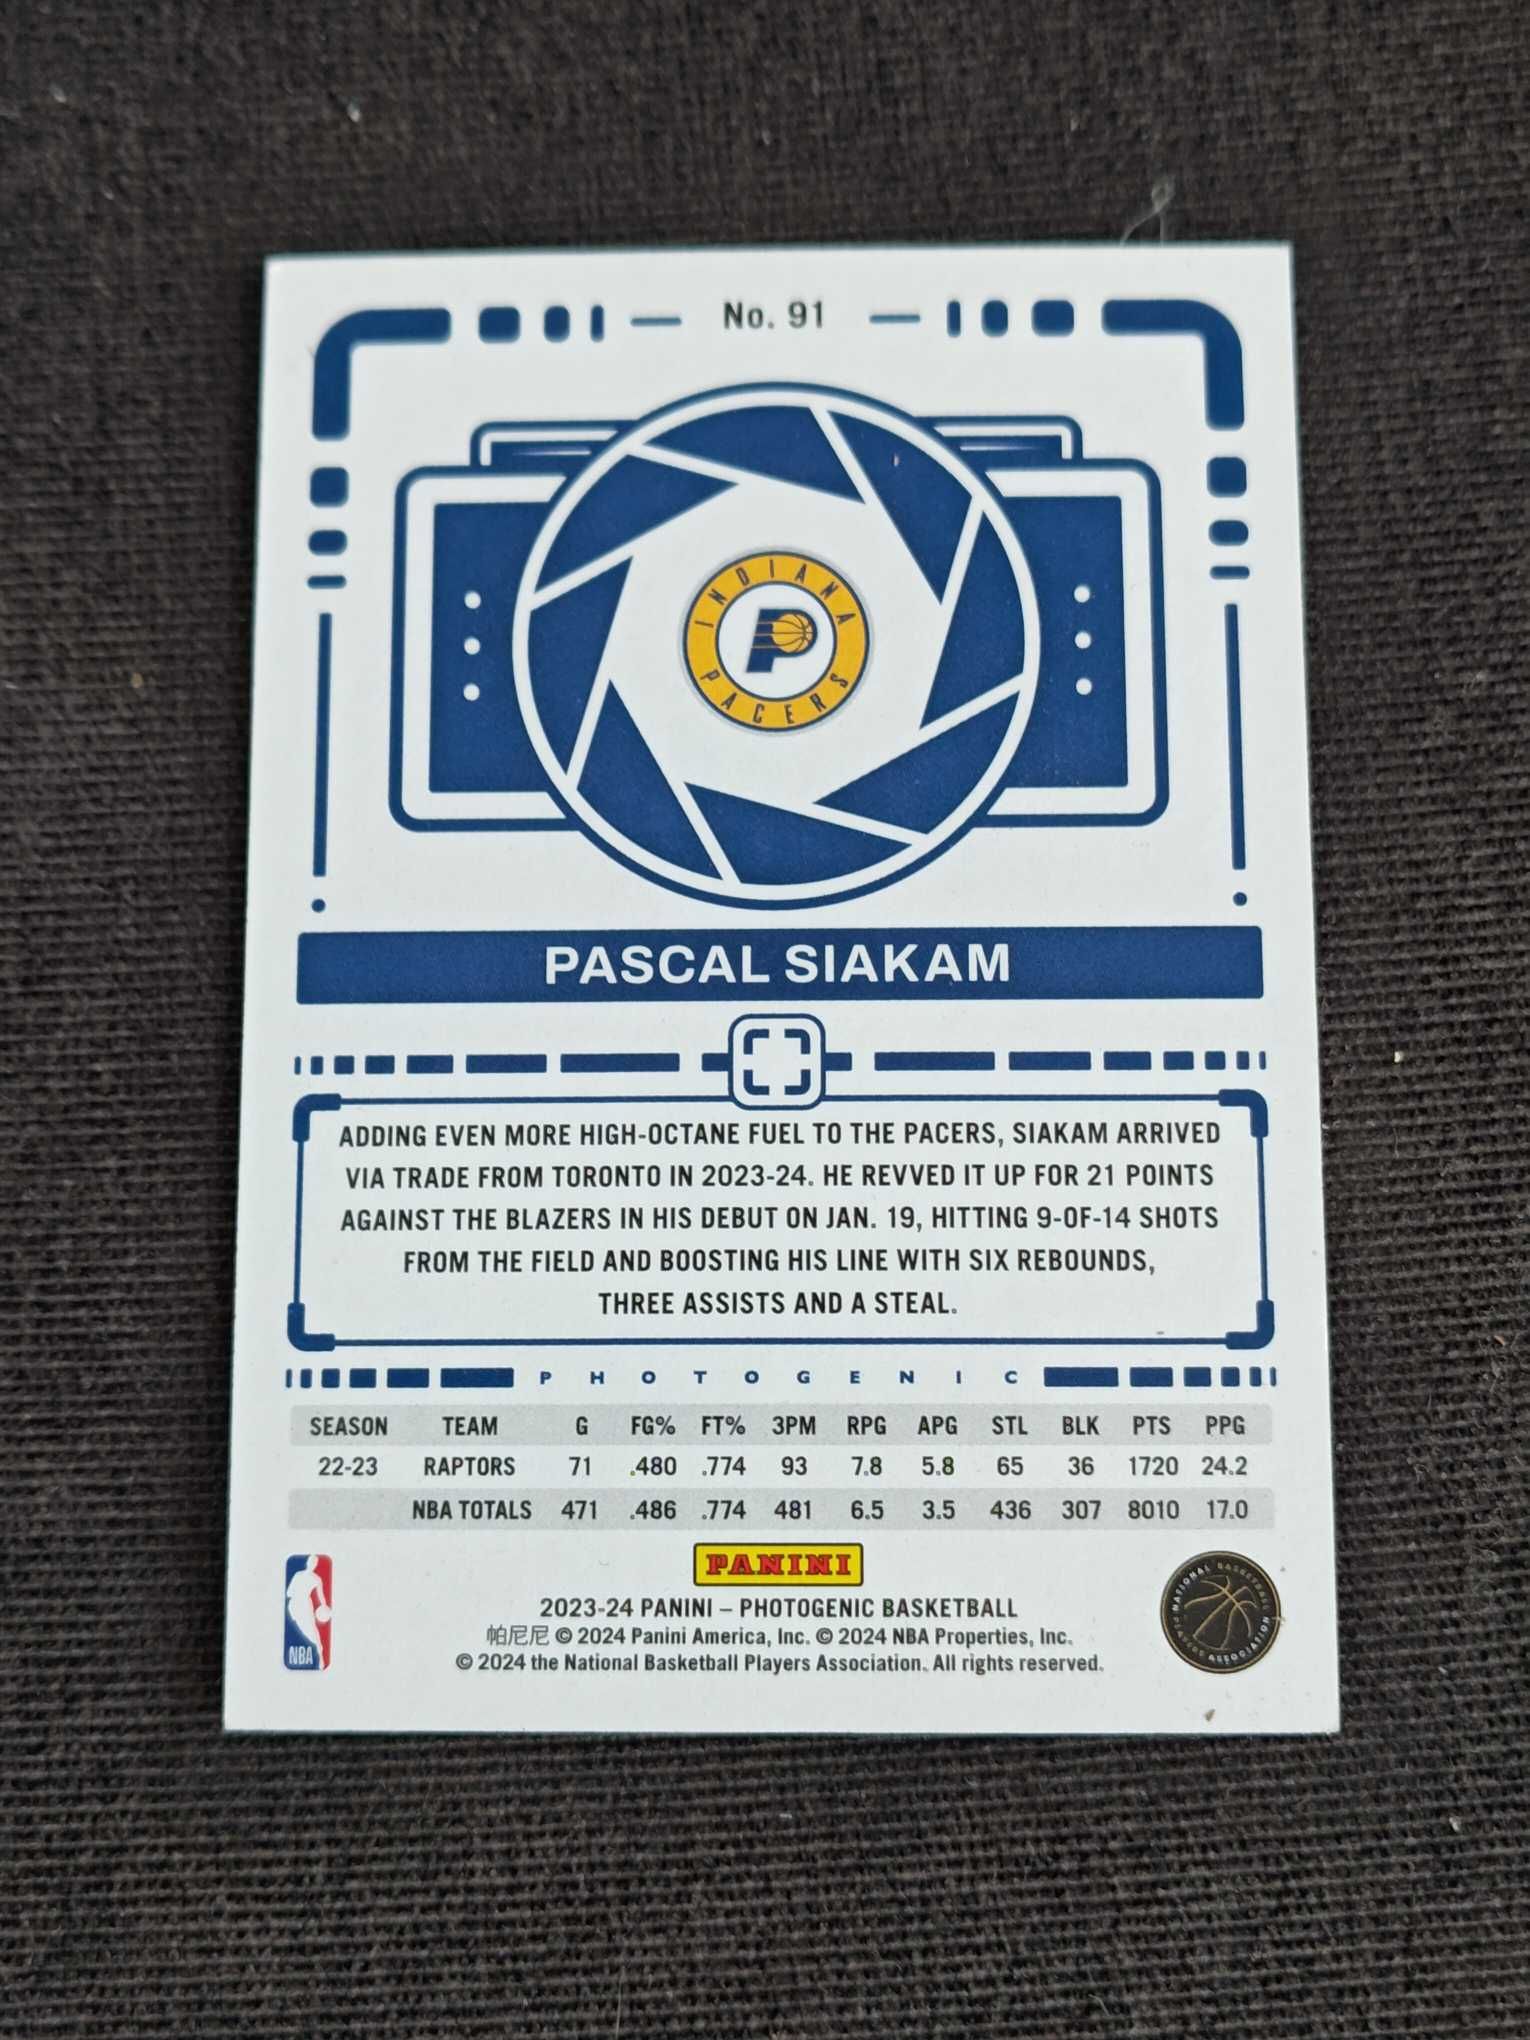 No. 91
INDIANA
PACERS
PASCAL SIAKAM
ADDING EVEN MORE HIGH-OCTANE FUEL TO THE PACERS, SIAKAM ARRIVED
VIA TRADE FROM TORONTO IN 2023-24. HE REVVED IT UP FOR 21 POINTS
AGAINST THE BLAZERS IN HIS DEBUT ON JAN. 19, HITTING 9-OF-14 SHOTS
FROM THE FIELD AND BOOSTING HIS LINE WITH SIX REBOUNDS,
THREE ASSISTS AND A STEAL.
PHOTOGENIC
SEASON TEAM G FG% FT% 3PM RPG APG STL BLK PTS PPG
22-23 RAPTORS 71 .480 .774 93 7.8 5.8 65 36 1720 24.2
NBA TOTALS 471 .486 .774 481 6.5 3.5 436 307 8010 17.0
PANINI
2023-24 PANINI – PHOTOGENIC BASKETBALL
帕尼尼 © 2024 Panini America, Inc. © 2024 NBA Properties, Inc.
© 2024 the National Basketball Players Association. All rights reserved.
NBA
NATIONAL BASKETBALL
PLAYERS ASSOCIATION